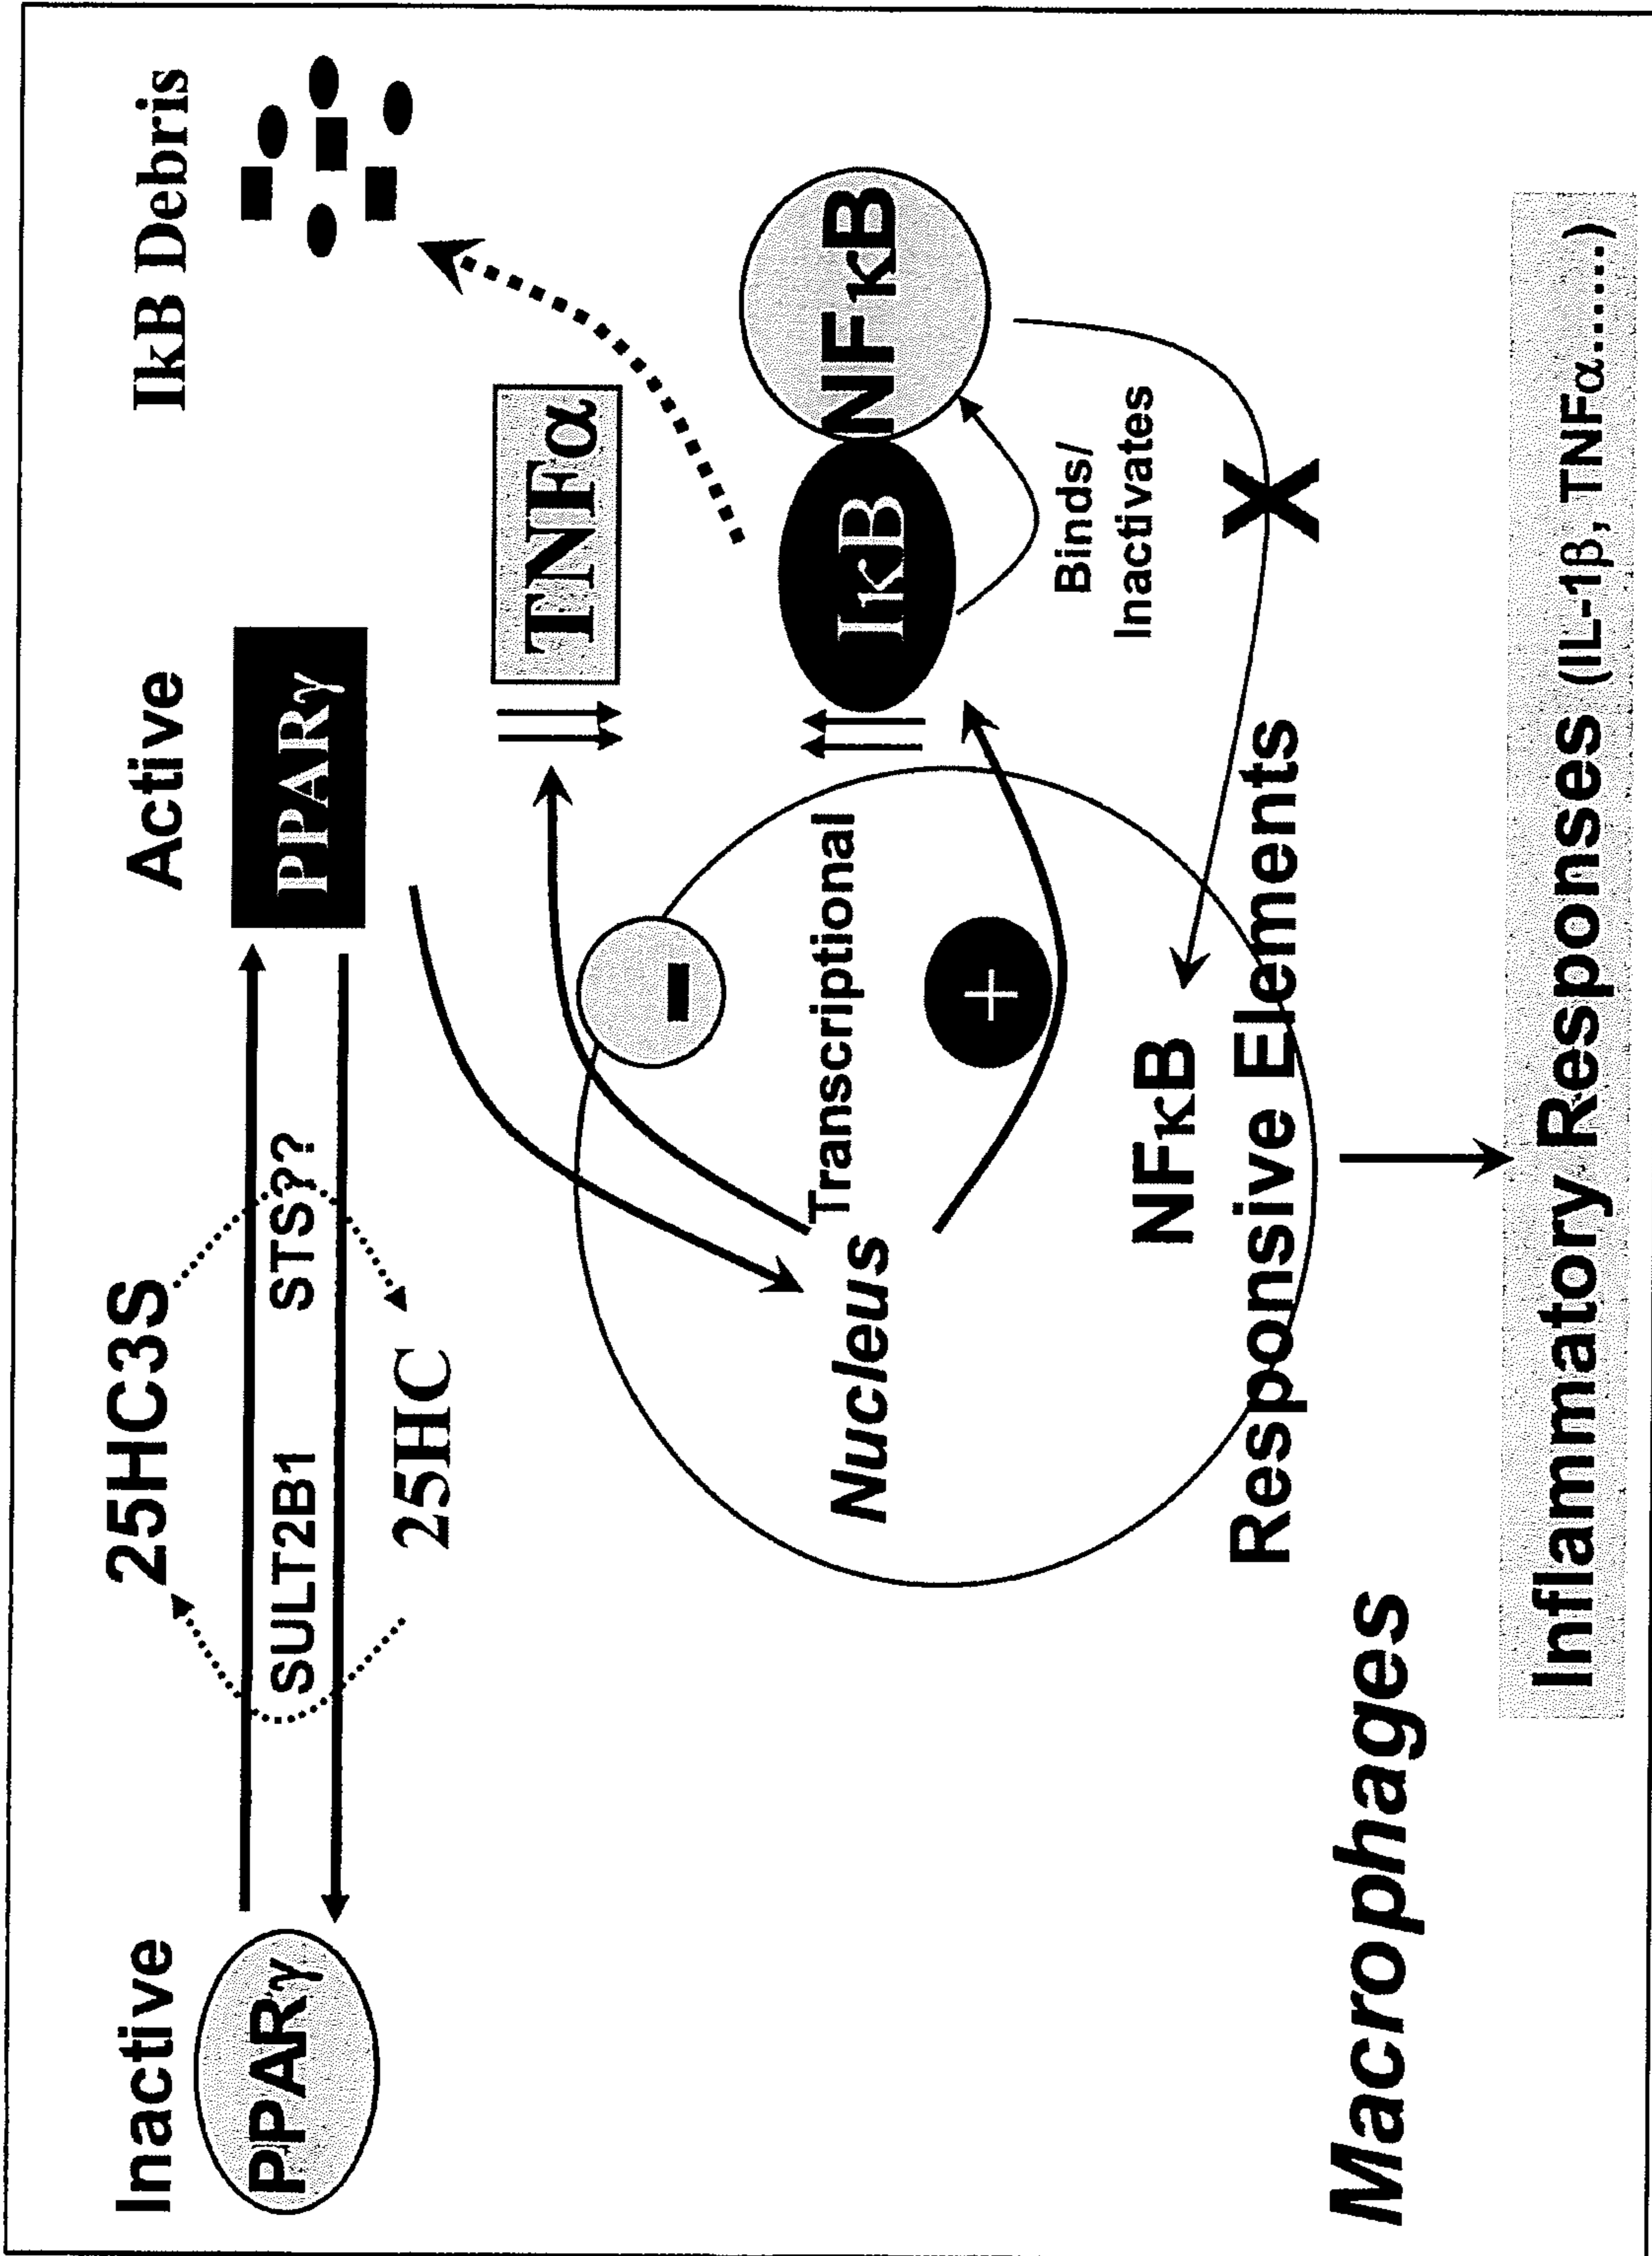 Inactive
PPARγ
25HC3S
SULT2B1 STS??
25HC
Active
PPARγ
IkB Debris
TNFα
Nucleus
Transcriptional
-
+
IκB
NFκB
Binds/
Inactivates
X
NFκB
Responsive Elements
Macrophages
Inflammatory Responses (IL-1β, TNFα......)